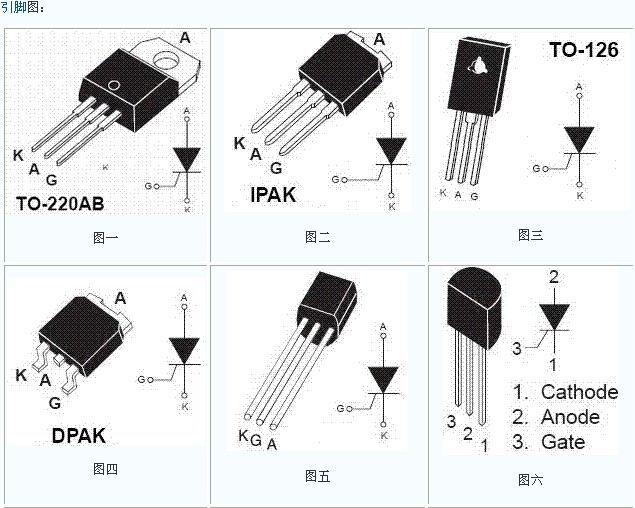 引脚图：
A
K
A
G
A
G
K
K
TO-220AB
图一
A
K
A
G
A
G
K
IPAK
图二
TO-126
K A G
A
G
K
图三
A
K
A
G
A
G
K
DPAK
图四
K G A
A
G
K
图五
2
3
1
3
2
1
1. Cathode
2. Anode
3. Gate
图六